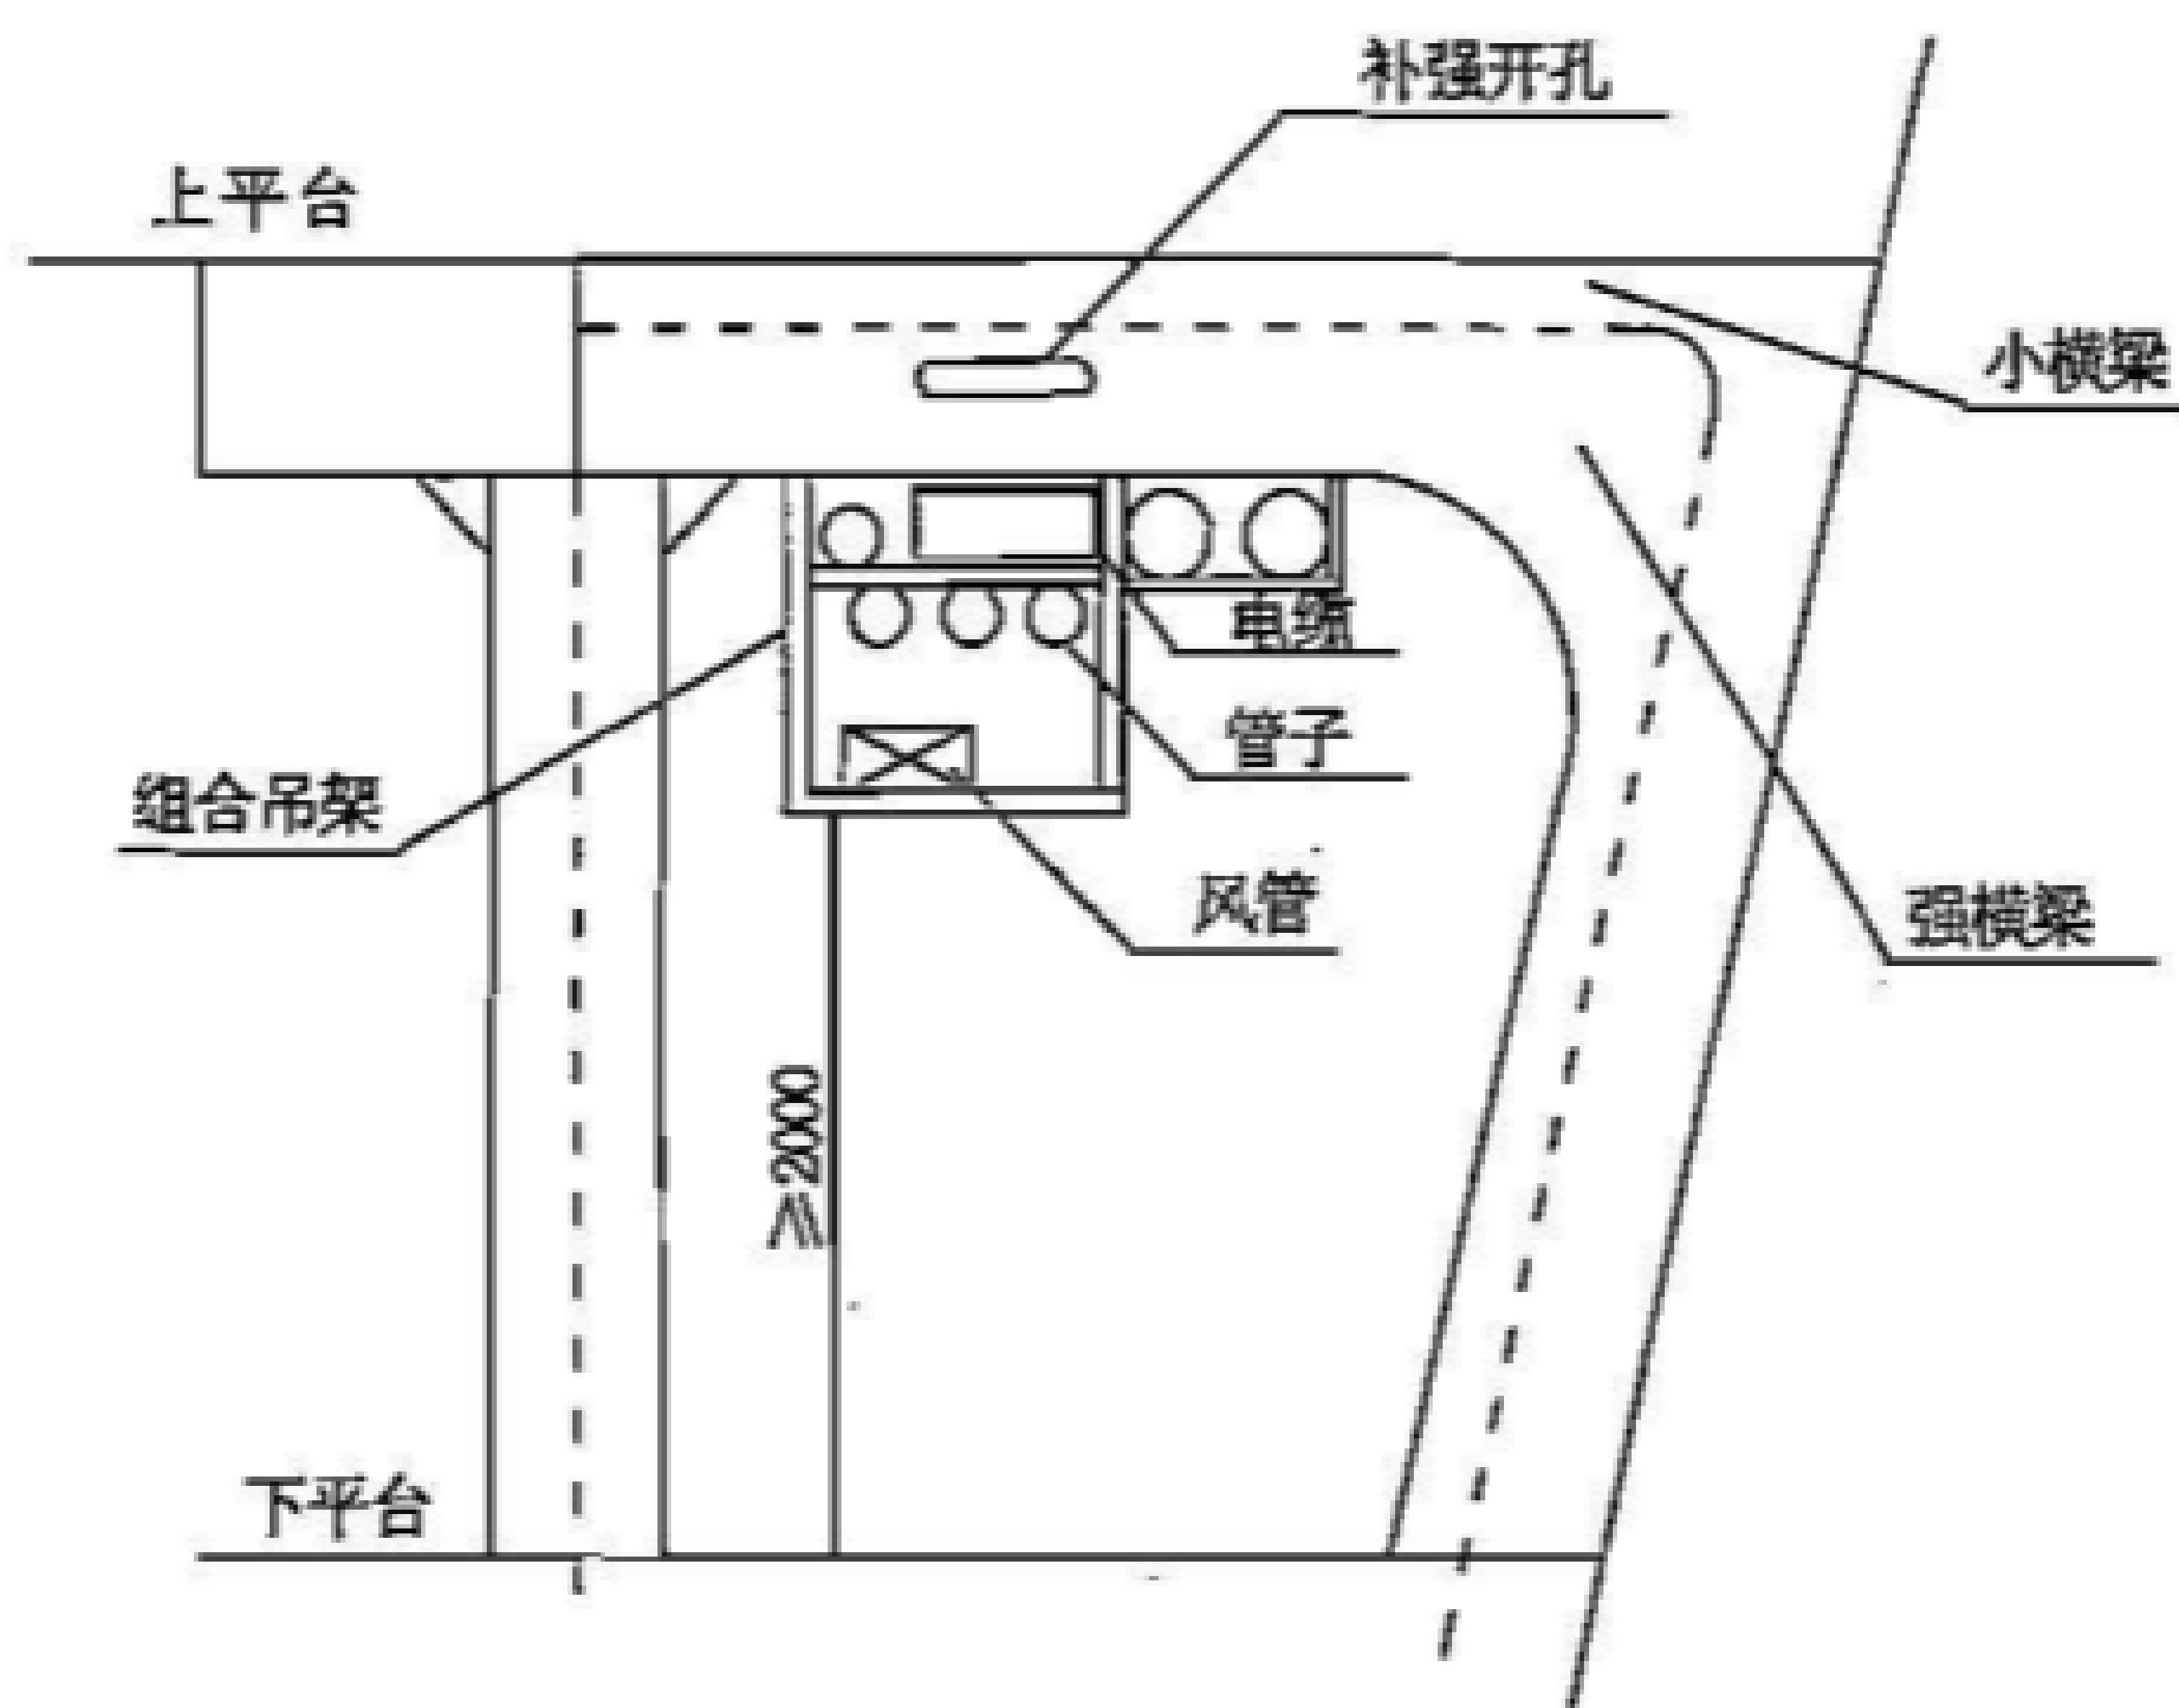 补强开孔
上平台
小横梁
电缆
管子
组合吊架
风管
强横梁
≥2000
下平台